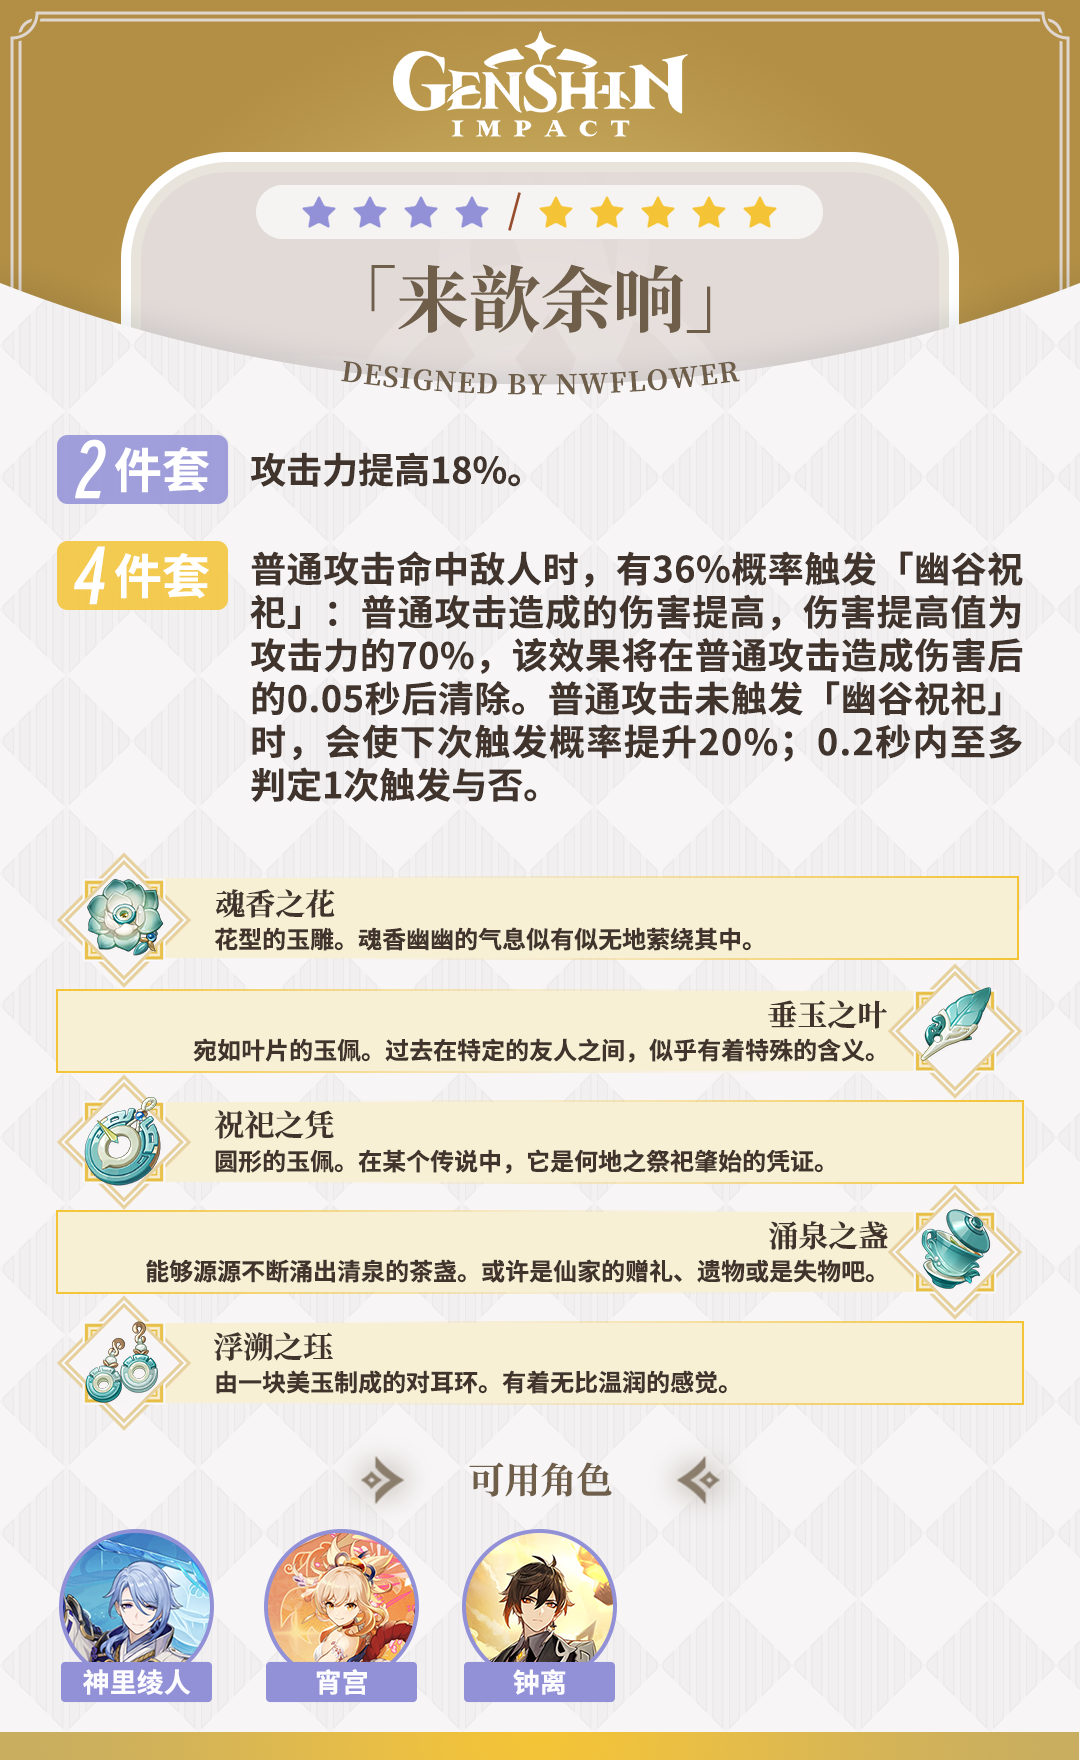 GENSHIN
IMPACT
「来歆余响」
DESIGNED BY NWFLOWER
2件套
攻击力提高18%。
4件套
普通攻击命中敌人时，有36%概率触发「幽谷祝
祀」：普通攻击造成的伤害提高，伤害提高值为
攻击力的70%，该效果将在普通攻击造成伤害后
的0.05秒后清除。普通攻击未触发「幽谷祝祀」
时，会使下次触发概率提升20%；0.2秒内至多
判定1次触发与否。
魂香之花
花型的玉雕。魂香幽幽的气息似有似无地萦绕其中。
垂玉之叶
宛如叶片的玉佩。过去在特定的友人之间，似乎有着特殊的含义。
祝祀之凭
圆形的玉佩。在某个传说中，它是何地之祭祀肇始的凭证。
涌泉之盏
能够源源不断涌出清泉的茶盏。或许是仙家的赠礼、遗物或是失物吧。
浮溯之珏
由一块美玉制成的对耳环。有着无比温润的感觉。
可用角色
神里绫人
宵宫
钟离